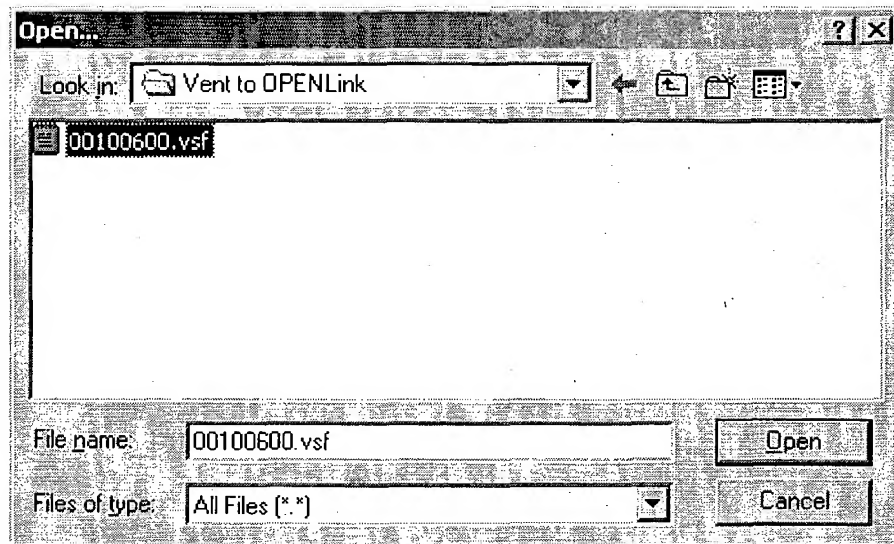 Open...
Look in: Vent to OPENLink
00100600.vsf
File name: 00100600.vsf Open
Files of type: All Files (*.*) Cancel